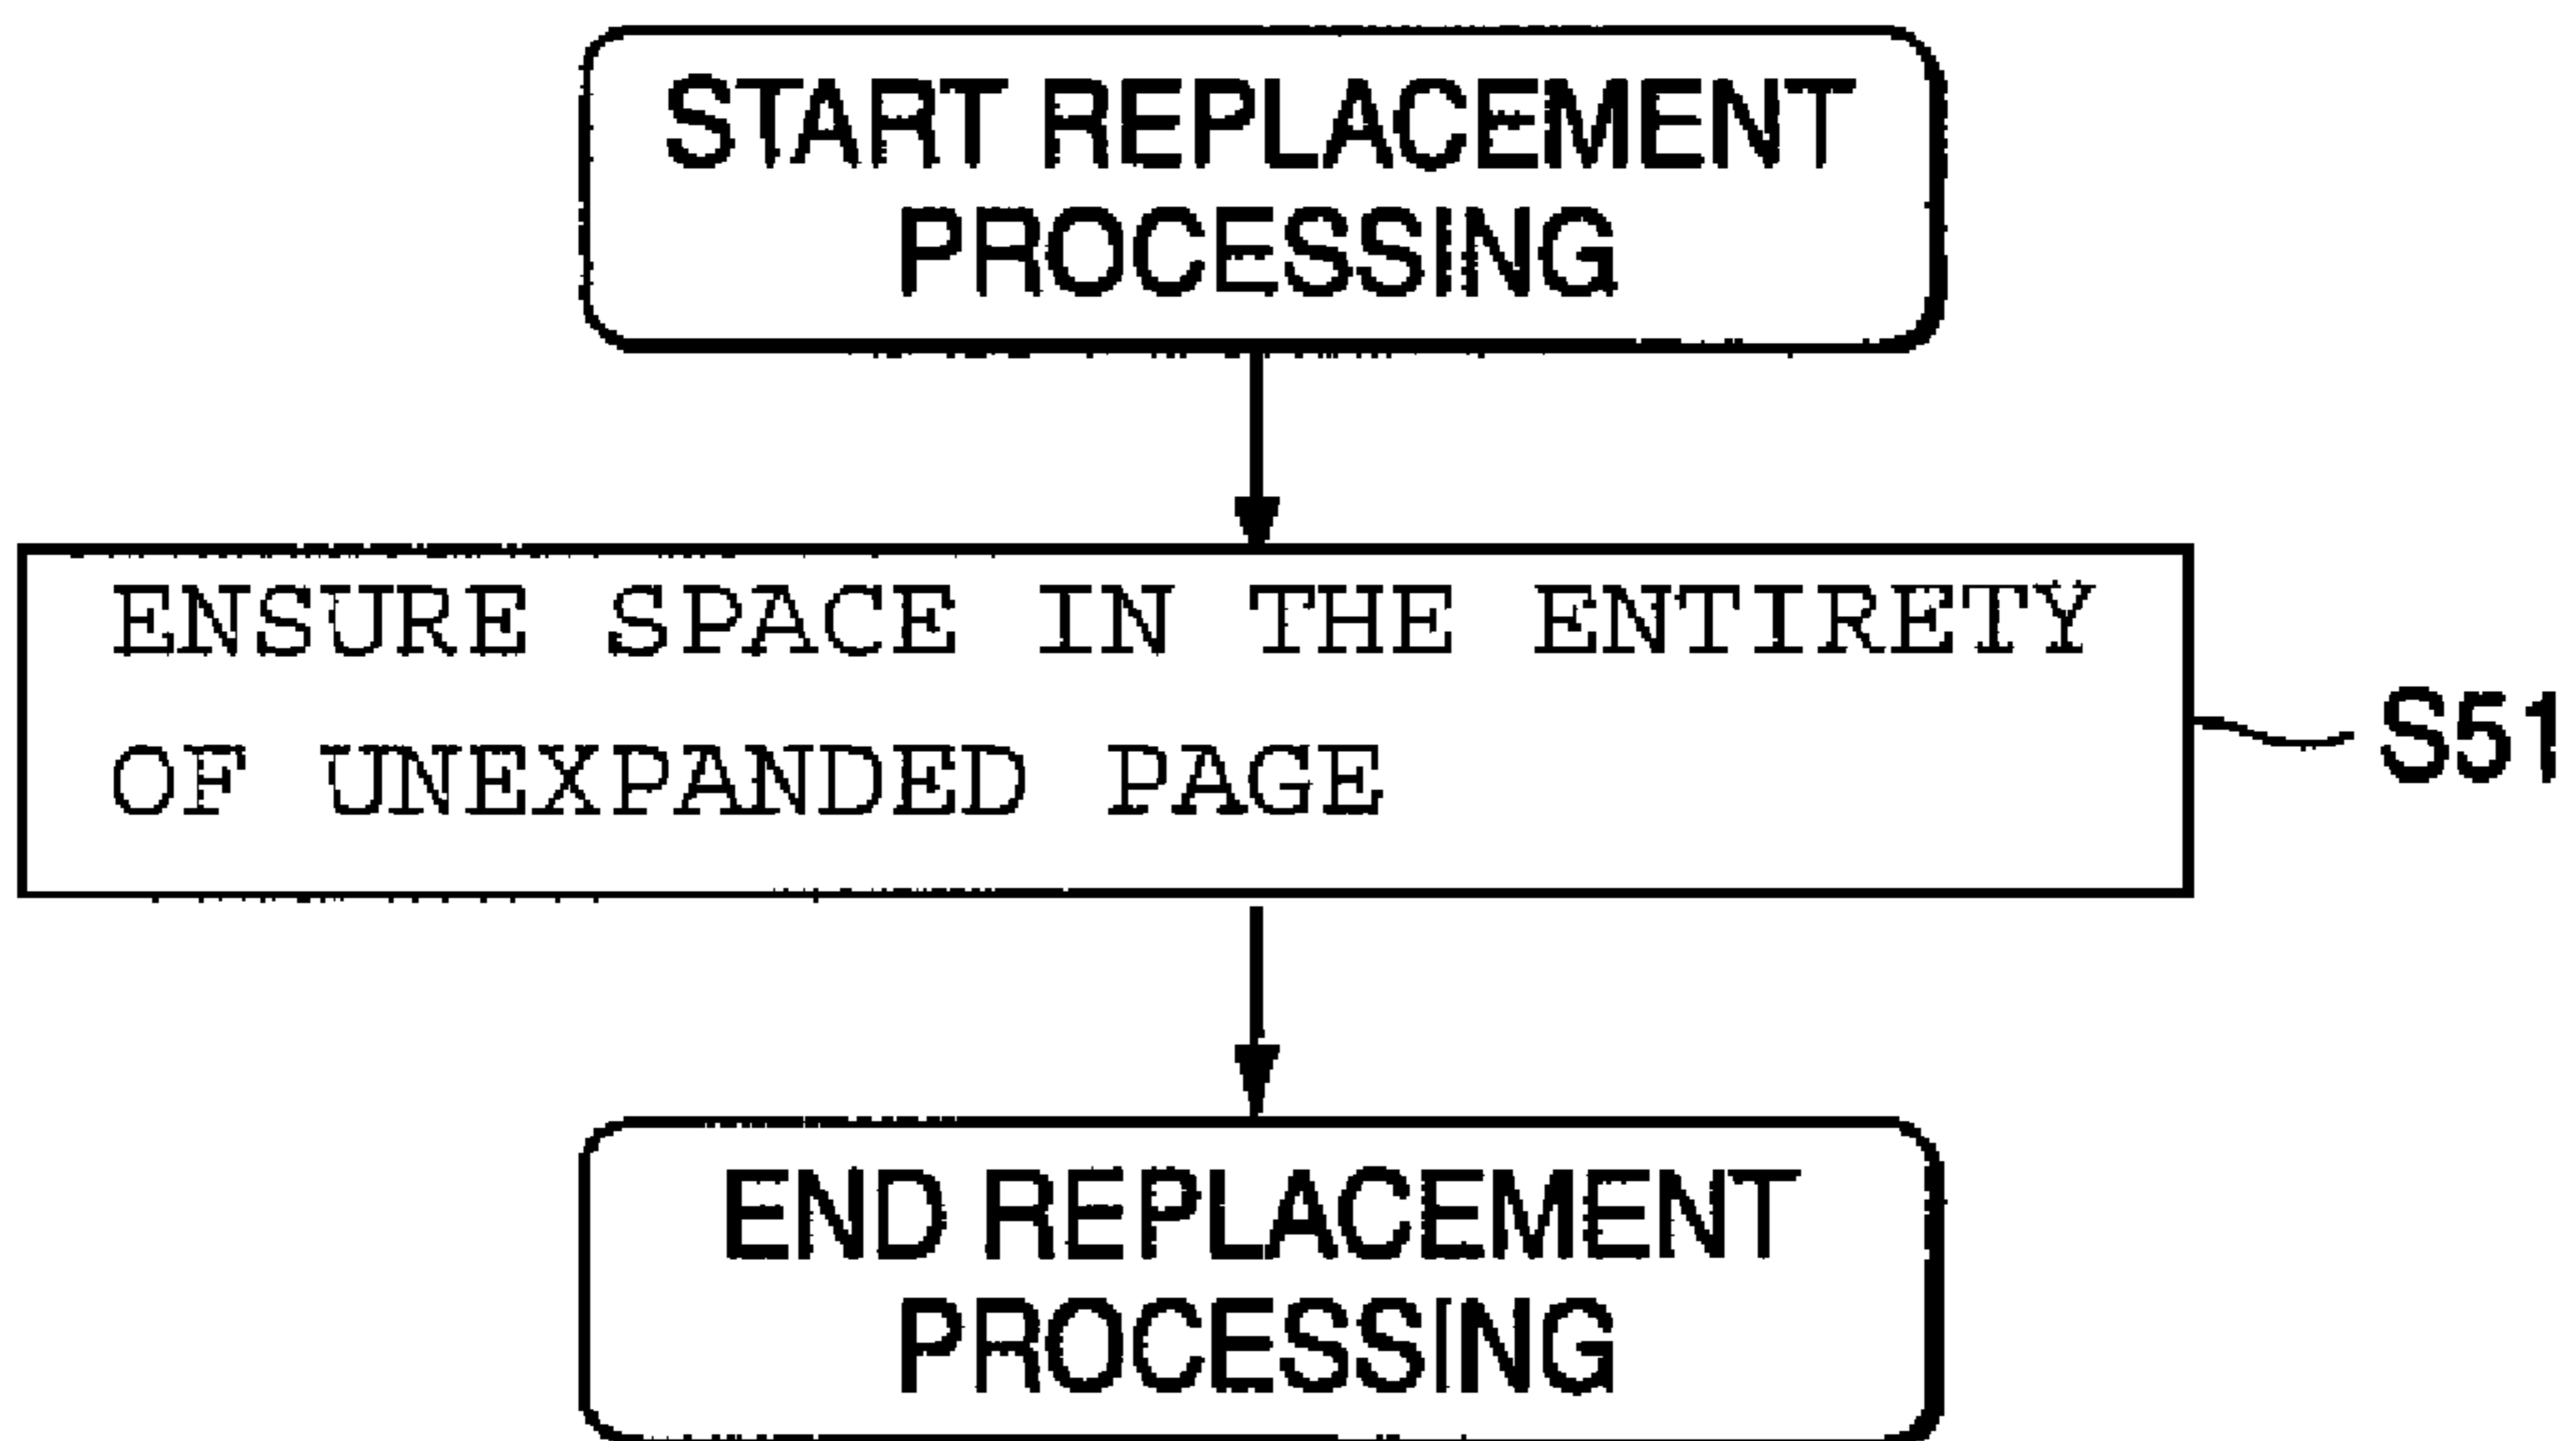 START REPLACEMENT
PROCESSING
ENSURE SPACE IN THE ENTIRETY
OF UNEXPANDED PAGE
S51
END REPLACEMENT
PROCESSING